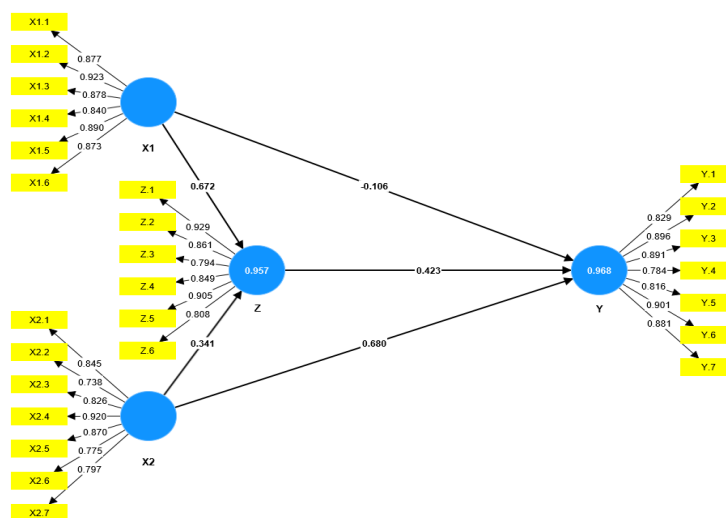 X1.1
X1.2
X1.3
X1.4
X1.5
X1.6
0.877
0.923
0.878
0.840
0.890
0.873
X1
0.672
-0.106
Z.1
Z.2
Z.3
Z.4
Z.5
Z.6
0.929
0.861
0.794
0.849
0.905
0.808
0.957
Z
0.423
0.341
0.680
Y.1
Y.2
Y.3
Y.4
Y.5
Y.6
Y.7
0.829
0.896
0.891
0.784
0.816
0.901
0.881
0.968
Y
X2.1
X2.2
X2.3
X2.4
X2.5
X2.6
X2.7
0.845
0.738
0.826
0.920
0.870
0.775
0.797
X2